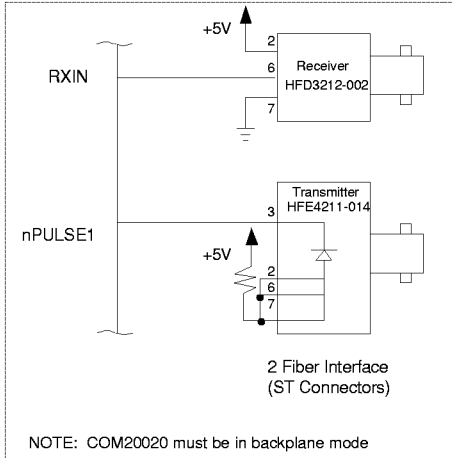 +5V
2
RXIN
6
Receiver
HFD3212-002
7
Transmitter
HFE4211-014
3
nPULSE1
+5V
2
6
7
2 Fiber Interface
(ST Connectors)
NOTE: COM20020 must be in backplane mode